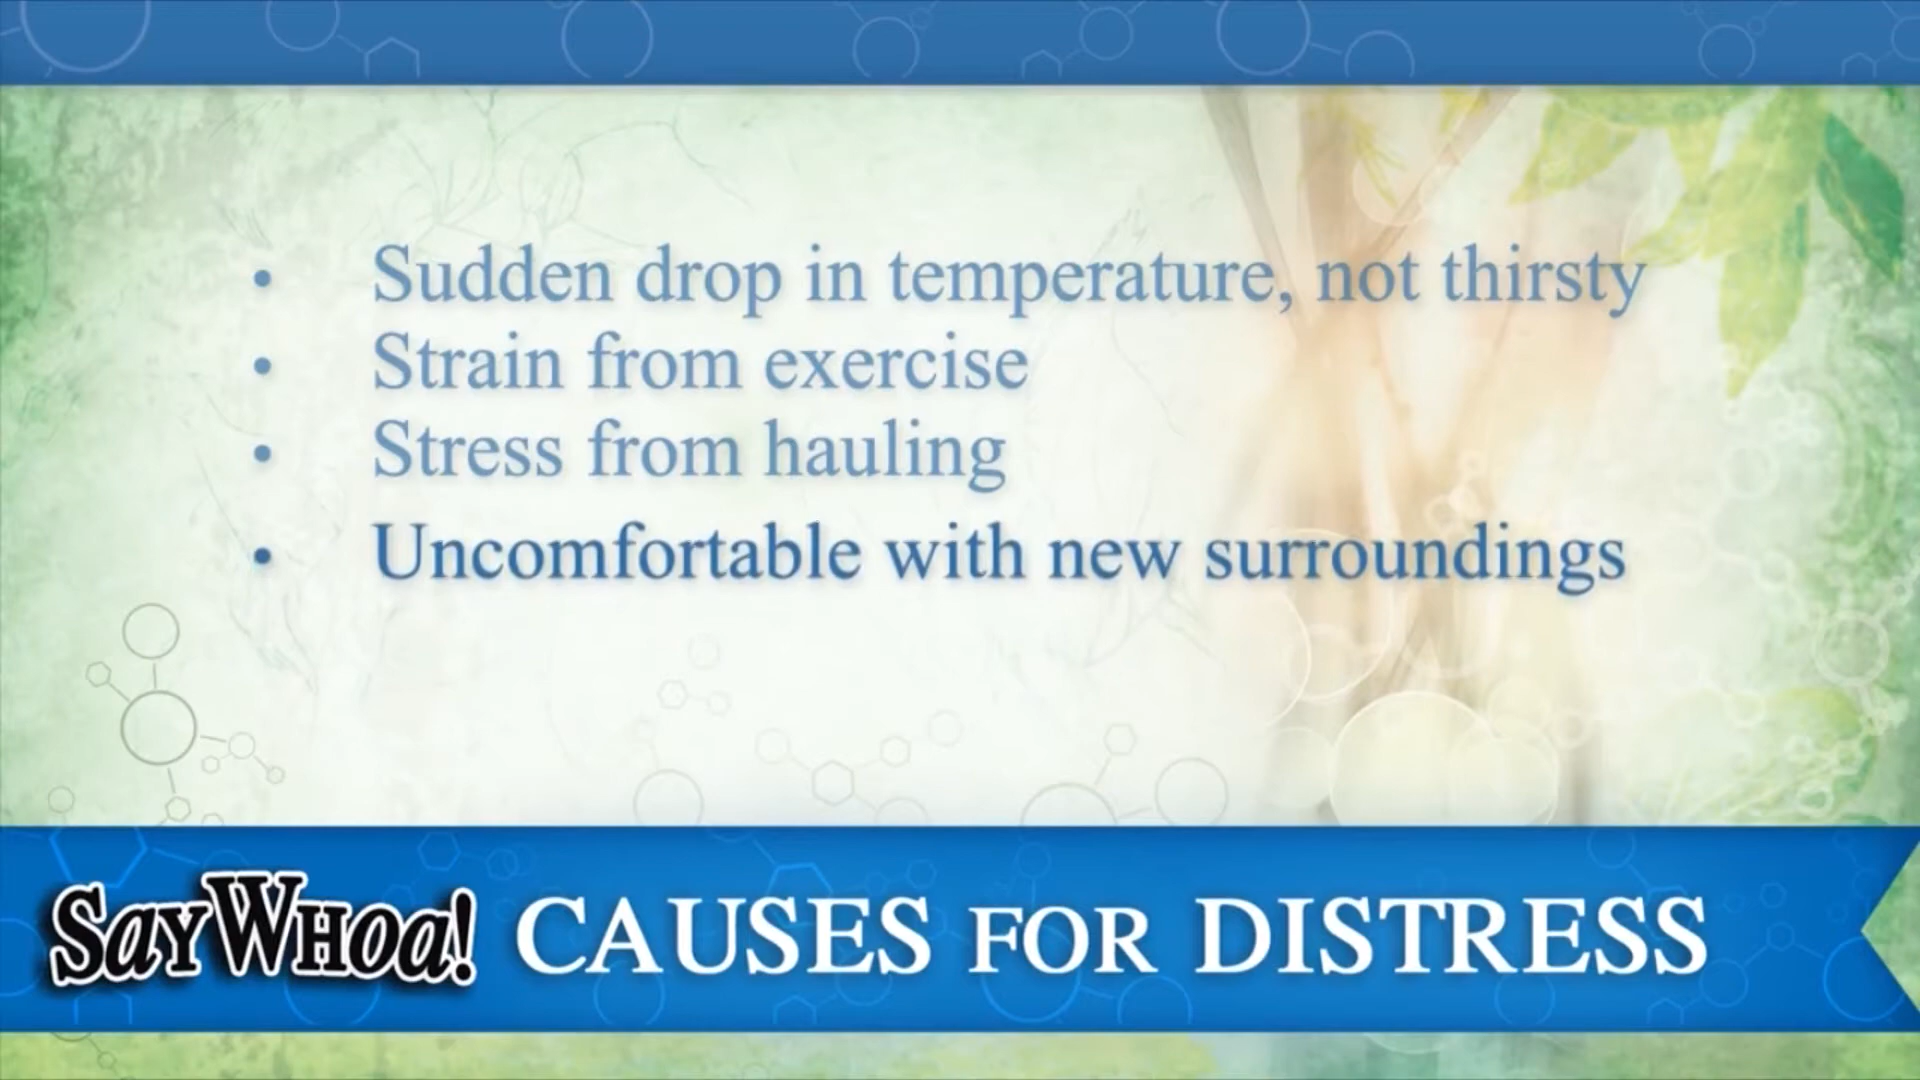 • Sudden drop in temperature, not thirsty
• Strain from exercise
• Stress from hauling
• Uncomfortable with new surroundings
SayWhoa! CAUSES FOR DISTRESS